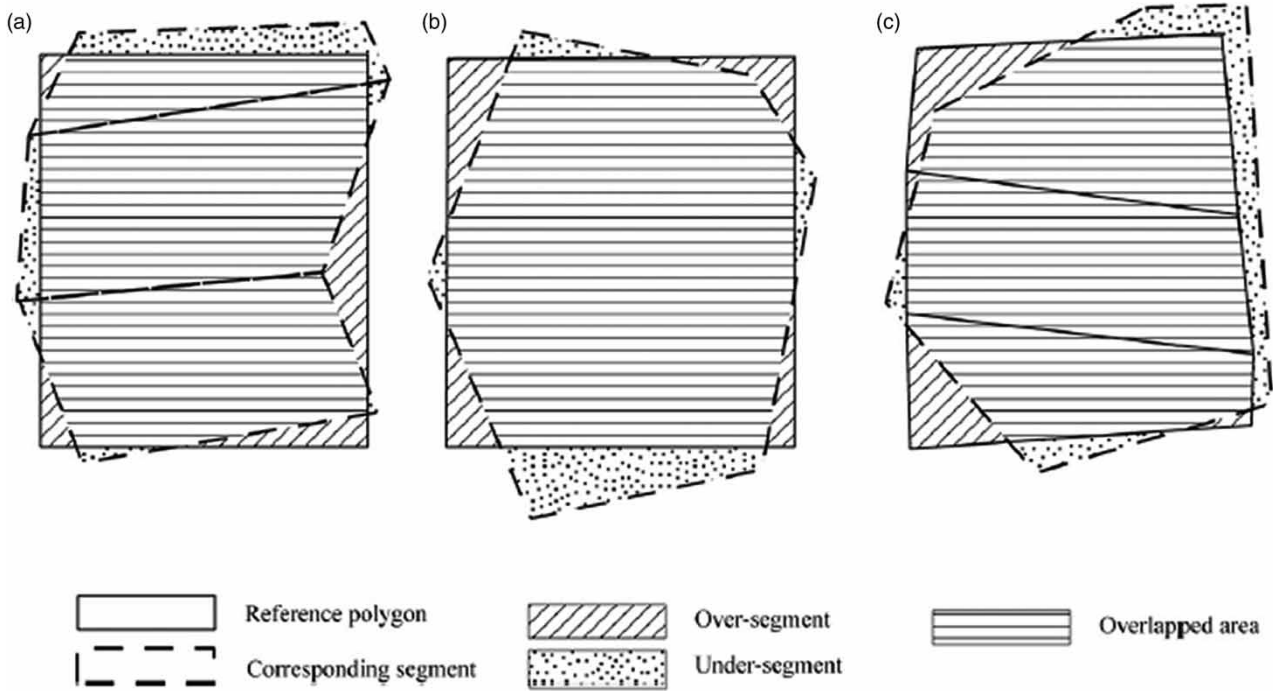 (a)
(b)
(c)
Reference polygon
Corresponding segment
Over-segment
Under-segment
Overlapped area